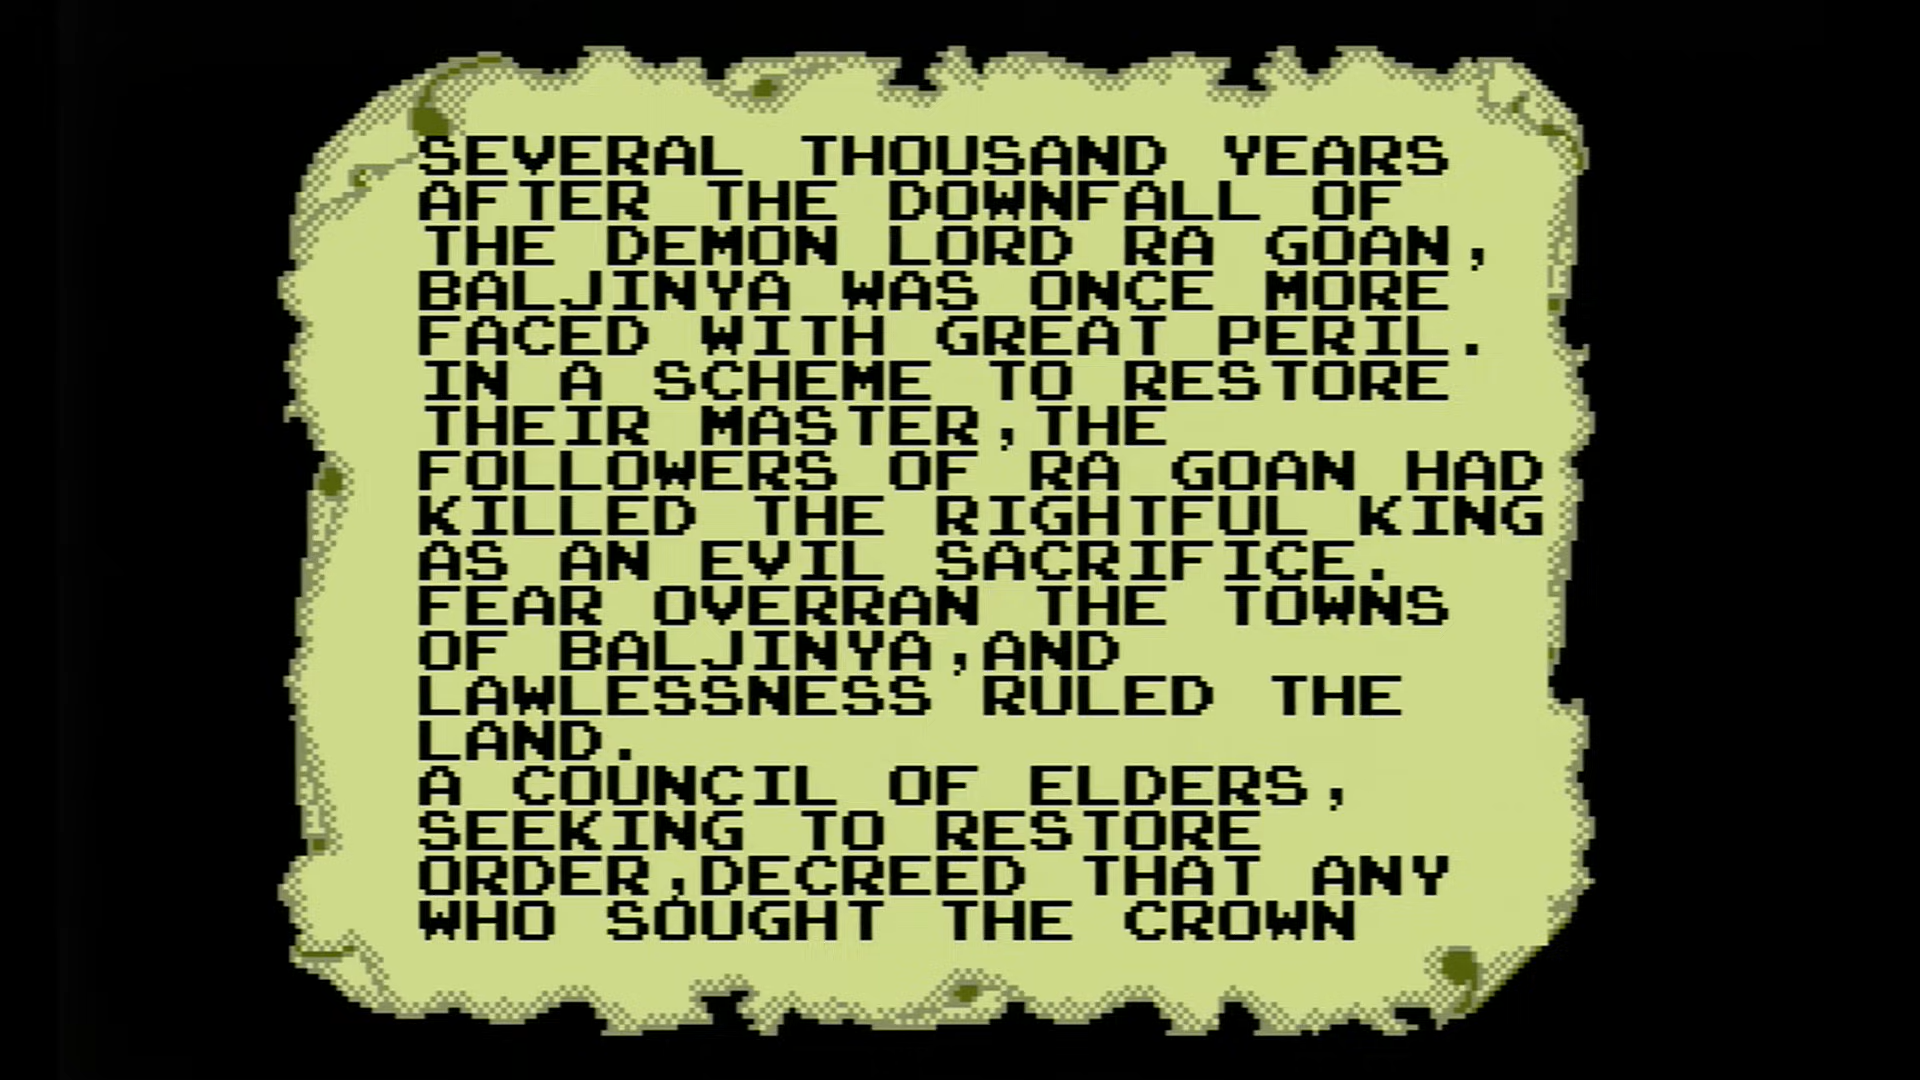 SEVERAL THOUSAND YEARS
AFTER THE DOWNFALL OF
THE DEMON LORD RA GOAN,
BALJINYA WAS ONCE MORE
FACED WITH GREAT PERIL.
IN A SCHEME TO RESTORE
THEIR MASTER,THE
FOLLOWERS OF RA GOAN HAD
KILLED THE RIGHTFUL KING
AS AN EVIL SACRIFICE.
FEAR OVERRAN THE TOWNS
OF BALJINYA,AND
LAWLESSNESS RULED THE
LAND.
A COUNCIL OF ELDERS,
SEEKING TO RESTORE
ORDER,DECREED THAT ANY
WHO SOUGHT THE CROWN